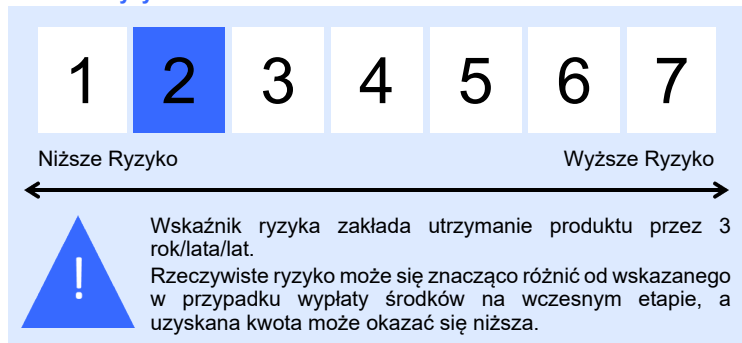 1 2 3 4 5 6 7
Niższe Ryzyko Wyższe Ryzyko
Wskaźnik ryzyka zakłada utrzymanie produktu przez 3
rok/lata/lat.
Rzeczywiste ryzyko może się znacząco różnić od wskazanego
w przypadku wypłaty środków na wczesnym etapie, a
uzyskana kwota może okazać się niższa.
!